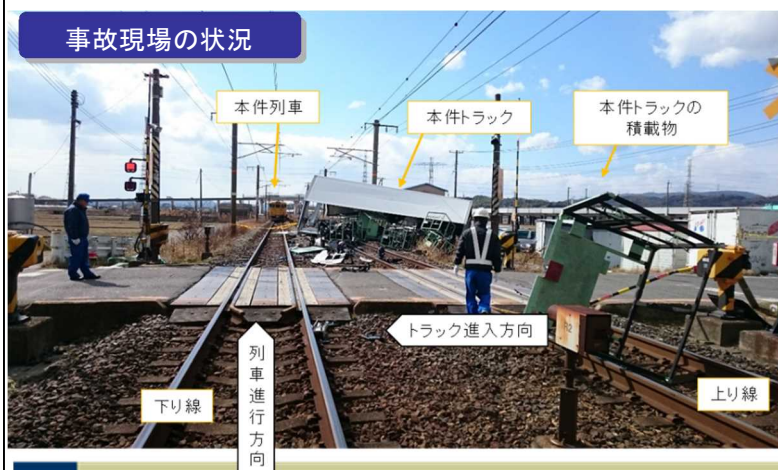 事故現場の状況
本件列車
本件トラック
本件トラックの
積載物
トラック進入方向
列車進行方向
下り線
上り線